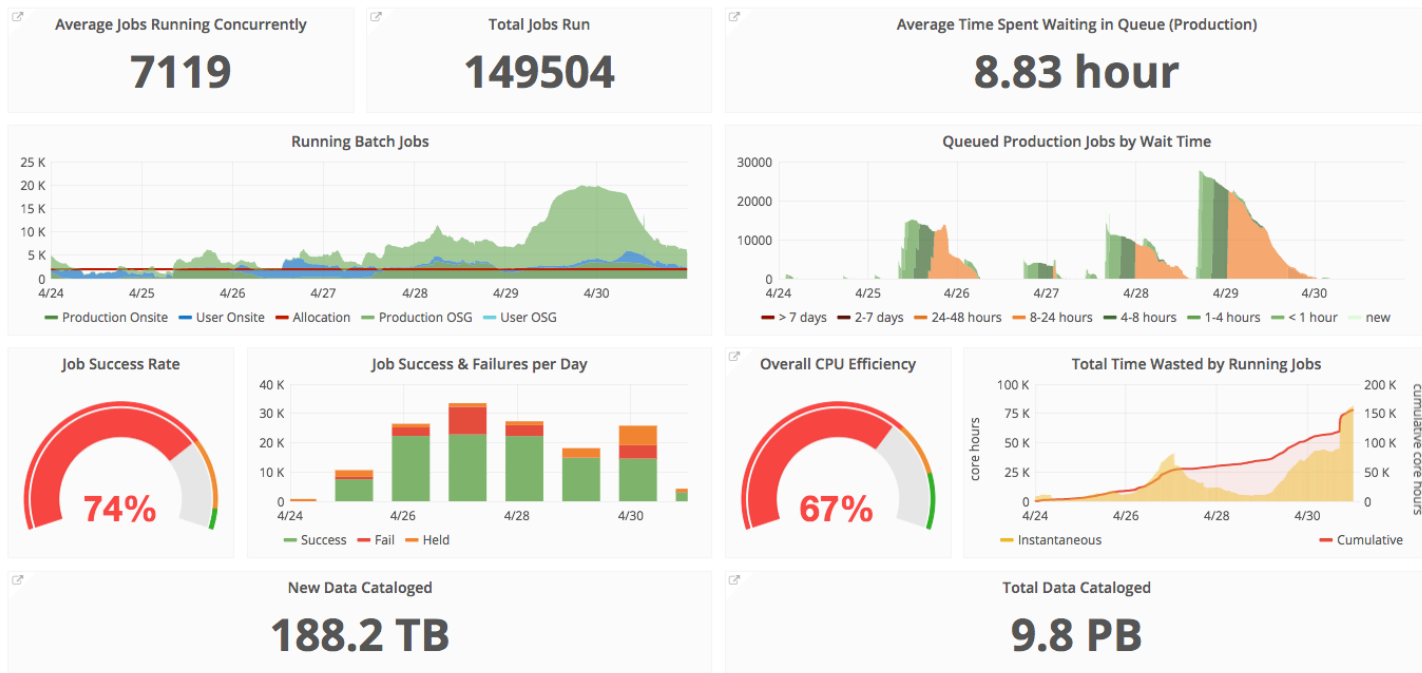 Average Jobs Running Concurrently
7119
Total Jobs Run
149504
Average Time Spent Waiting in Queue (Production)
8.83 hour
Running Batch Jobs
25 K
20 K
15 K
10 K
5 K
0
4/24 4/25 4/26 4/27 4/28 4/29 4/30
Production Onsite User Onsite Allocation Production OSG User OSG
Queued Production Jobs by Wait Time
30000
20000
10000
0
4/24 4/25 4/26 4/27 4/28 4/29 4/30
> 7 days 2-7 days 24-48 hours 8-24 hours 4-8 hours 1-4 hours < 1 hour new
Job Success Rate
74%
Job Success & Failures per Day
40 K
30 K
20 K
10 K
0
4/24 4/26 4/28 4/30
Success Fail Held
Overall CPU Efficiency
67%
Total Time Wasted by Running Jobs
core hours
100 K
75 K
50 K
25 K
0
200 K
150 K
100 K
50 K
0
cumulative core hours
4/24 4/26 4/28 4/30
Instantaneous Cumulative
New Data Cataloged
188.2 TB
Total Data Cataloged
9.8 PB